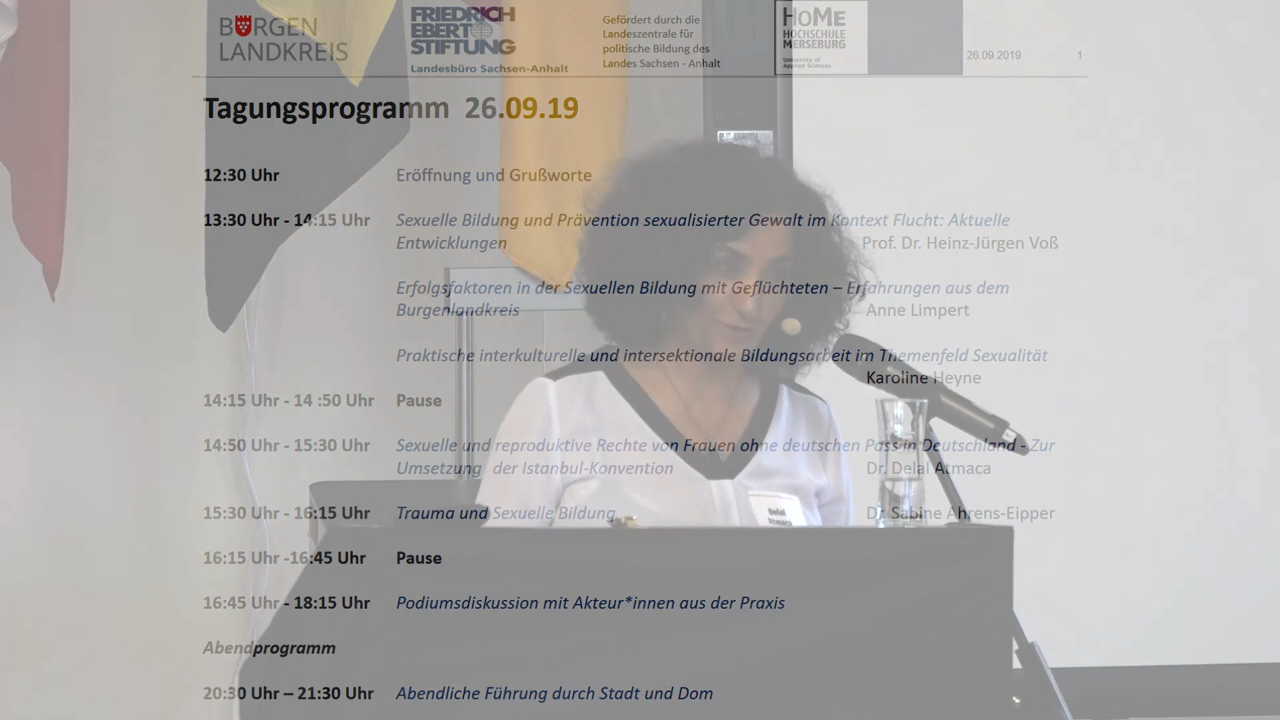 BURGEN
LANDKREIS
FRIEDRICH
EBERT
STIFTUNG
Landesbüro Sachsen-Anhalt
Gefördert durch die
Landeszentrale für
politische Bildung des
Landes Sachsen - Anhalt
HoMe
HOCHSCHULE
MERSEBURG
University of
Applied Sciences
26.09.2019 1
Tagungsprogramm 26.09.19
12:30 Uhr Eröffnung und Grußworte
13:30 Uhr - 14:15 Uhr Sexuelle Bildung und Prävention sexualisierter Gewalt im Kontext Flucht: Aktuelle
Entwicklungen Prof. Dr. Heinz-Jürgen Voß
Erfolgsfaktoren in der Sexuellen Bildung mit Geflüchteten – Erfahrungen aus dem
Burgenlandkreis Anne Limpert
Praktische interkulturelle und intersektionale Bildungsarbeit im Themenfeld Sexualität
Karoline Heyne
14:15 Uhr - 14 :50 Uhr Pause
14:50 Uhr - 15:30 Uhr Sexuelle und reproduktive Rechte von Frauen ohne deutschen Pass in Deutschland - Zur
Umsetzung der Istanbul-Konvention Dr. Delal Atmaca
15:30 Uhr - 16:15 Uhr Trauma und Sexuelle Bildung Dr. Sabine Ahrens-Eipper
Delal
Atmaca
16:15 Uhr -16:45 Uhr Pause
16:45 Uhr - 18:15 Uhr Podiumsdiskussion mit Akteur*innen aus der Praxis
Abendprogramm
20:30 Uhr – 21:30 Uhr Abendliche Führung durch Stadt und Dom